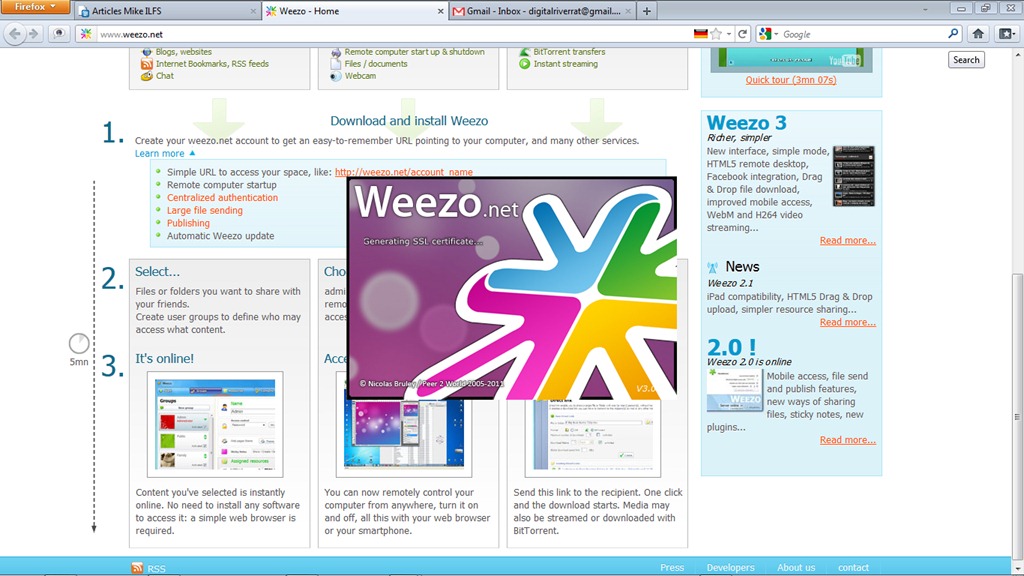 Firefox
Articles Mike ILFS
Weezo - Home
Gmail - Inbox - digitalriverrat@gmail....
www.weezo.net
Google
Blogs, websites
Internet Bookmarks, RSS feeds
Chat
Remote computer start up & shutdown
Files / documents
Webcam
BitTorrent transfers
Instant streaming
YouTube
Quick tour (3mn 07s)
Search
1.
Download and install Weezo
Create your weezo.net account to get an easy-to-remember URL pointing to your computer, and many other services.
Learn more
Simple URL to access your space, like: http://weezo.net/account_name
Remote computer startup
Centralized authentication
Large file sending
Publishing
Automatic Weezo update
Weezo.net
Generating SSL certificate...
© Nicolas Bruley / Peer 2 World 2005-2011
2.
Select...
Files or folders you want to share with
your friends.
Create user groups to define who may
access what content.
Cho
admi
remo
acces
5mn
3.
It's online!
Acce
Groups
Content you've selected is instantly
online. No need to install any software
to access it: a simple web browser is
required.
You can now remotely control your
computer from anywhere, turn it on
and off, all this with your web browser
or your smartphone.
Send this link to the recipient. One click
and the download starts. Media may
also be streamed or downloaded with
BitTorrent.
Weezo 3
Richer, simpler
New interface, simple mode,
HTML5 remote desktop,
Facebook integration, Drag
& Drop file download,
improved mobile access,
WebM and H264 video
streaming...
Read more...
News
Weezo 2.1
iPad compatibility, HTML5 Drag & Drop
upload, simpler resource sharing...
Read more...
2.0 !
Weezo 2.0 is online
WEEZO
Mobile access, file send
and publish features,
new ways of sharing
files, sticky notes, new
plugins...
Read more...
RSS
Press
Developers
About us
contact